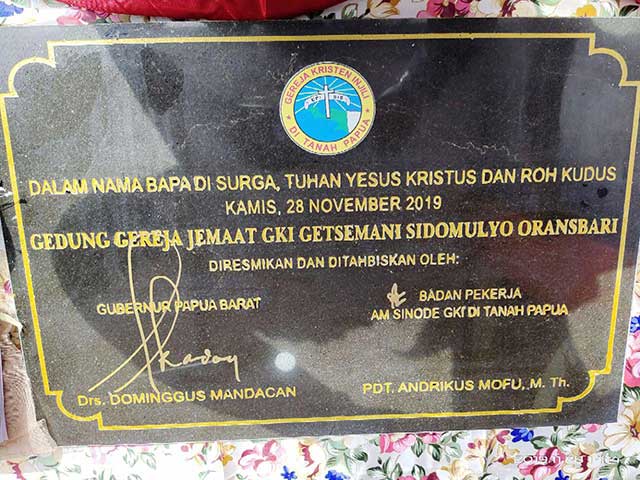 GEREJA KRISTEN INJILI
DI TANAH PAPUA
DALAM NAMA BAPA DI SURGA, TUHAN YESUS KRISTUS DAN ROH KUDUS
KAMIS, 28 NOVEMBER 2019
GEDUNG GEREJA JEMAAT GKI GETSEMANI SIDOMULYO ORANSBARI
DIRESMIKAN DAN DITAHBISKAN OLEH:
GUBERNUR PAPUA BARAT
Drs. DOMINGGUS MANDACAN
BADAN PEKERJA
AM SINODE GKI DI TANAH PAPUA
PDT. ANDRIKUS MOFU, M. Th.